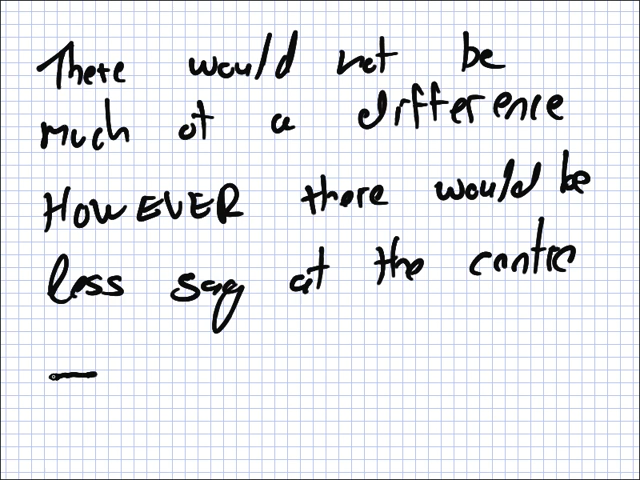 There would not be
much of a difference
HOWEVER there would be
less sag at the centre
—